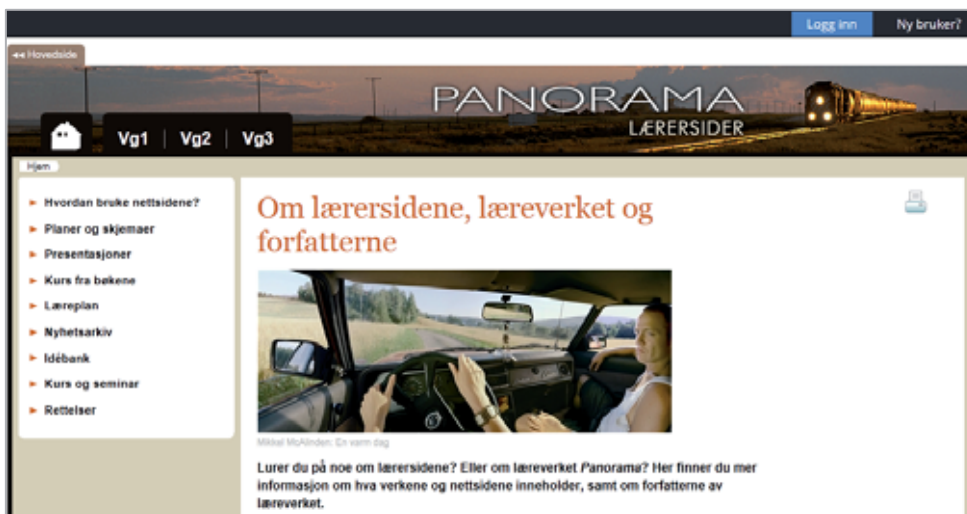 Logg inn Ny bruker?
◄◄ Hovedside
PANORAMA
LÆRERSIDER
Vg1 | Vg2 | Vg3
Hjem
► Hvordan bruke nettsidene?
► Planer og skjemaer
► Presentasjoner
► Kurs fra bøkene
► Læreplan
► Nyhetsarkiv
► Idébank
► Kurs og seminar
► Rettelser
Om lærersidene, læreverket og
forfatterne
Mikkel McAlinden: En varm dag
Lurer du på noe om lærersidene? Eller om læreverket Panorama? Her finner du mer
informasjon om hva verkene og nettsidene inneholder, samt om forfatterne av
læreverket.